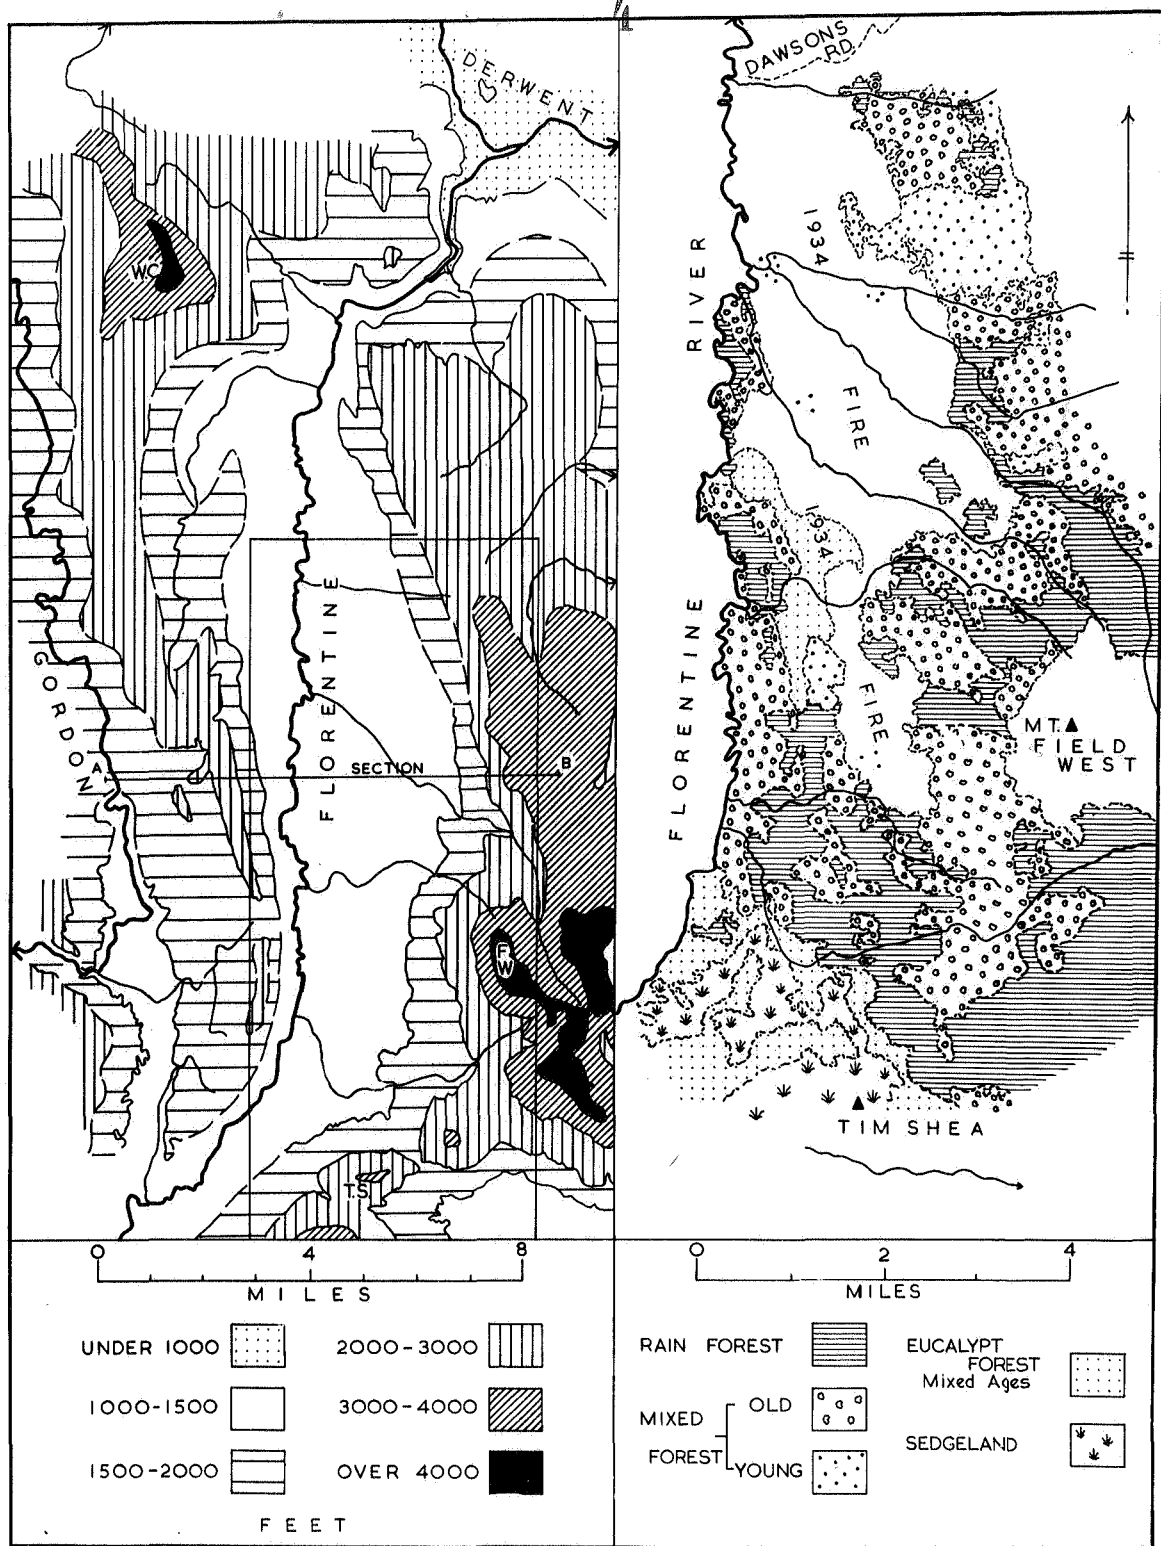 DERWENT
WC
GORDON
FLORENTINE
A
SECTION
B
F
W
T.S.
0 4 8
MILES
UNDER 1000
1000-1500
1500-2000
2000-3000
3000-4000
OVER 4000
FEET
DAWSONS
RD
1934
FIRE
RIVER
FLORENTINE
1934
FIRE
MT.
FIELD
WEST
TIM SHEA
0 2 4
MILES
RAIN FOREST
MIXED
FOREST
OLD
YOUNG
EUCALYPT
FOREST
Mixed Ages
SEDGELAND